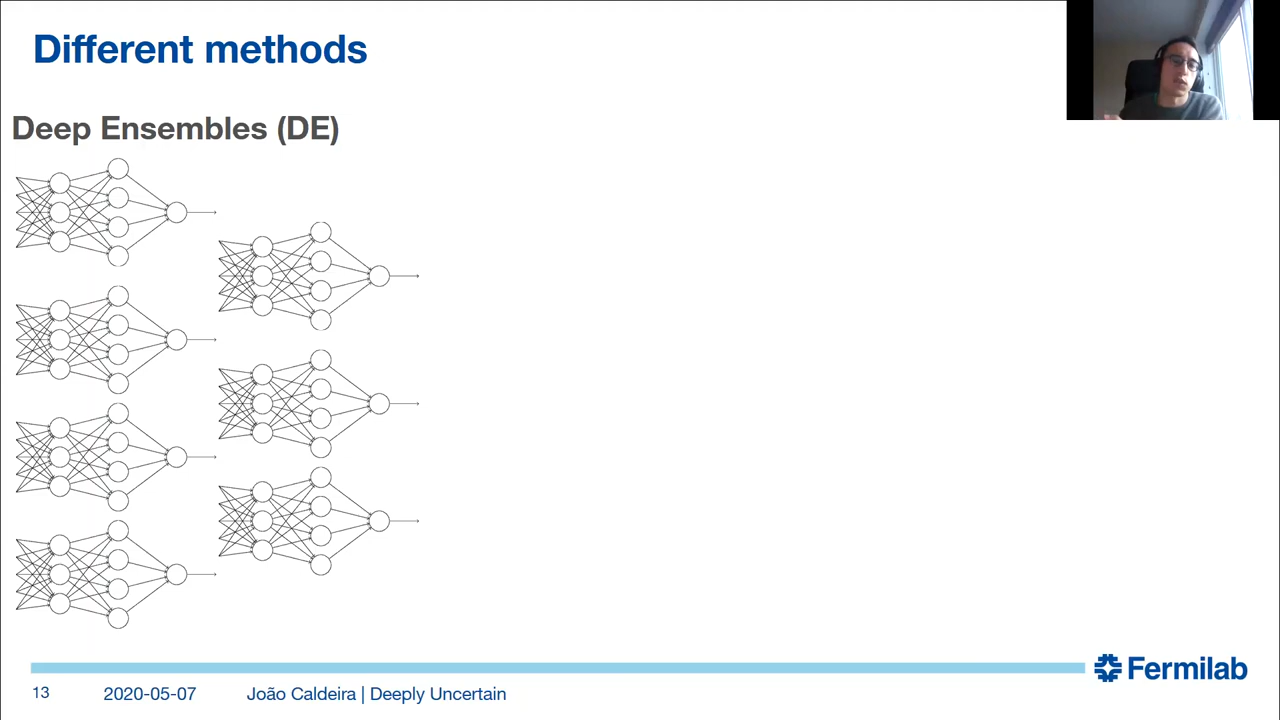 Different methods
Deep Ensembles (DE)
Fermilab
13 2020-05-07 João Caldeira | Deeply Uncertain